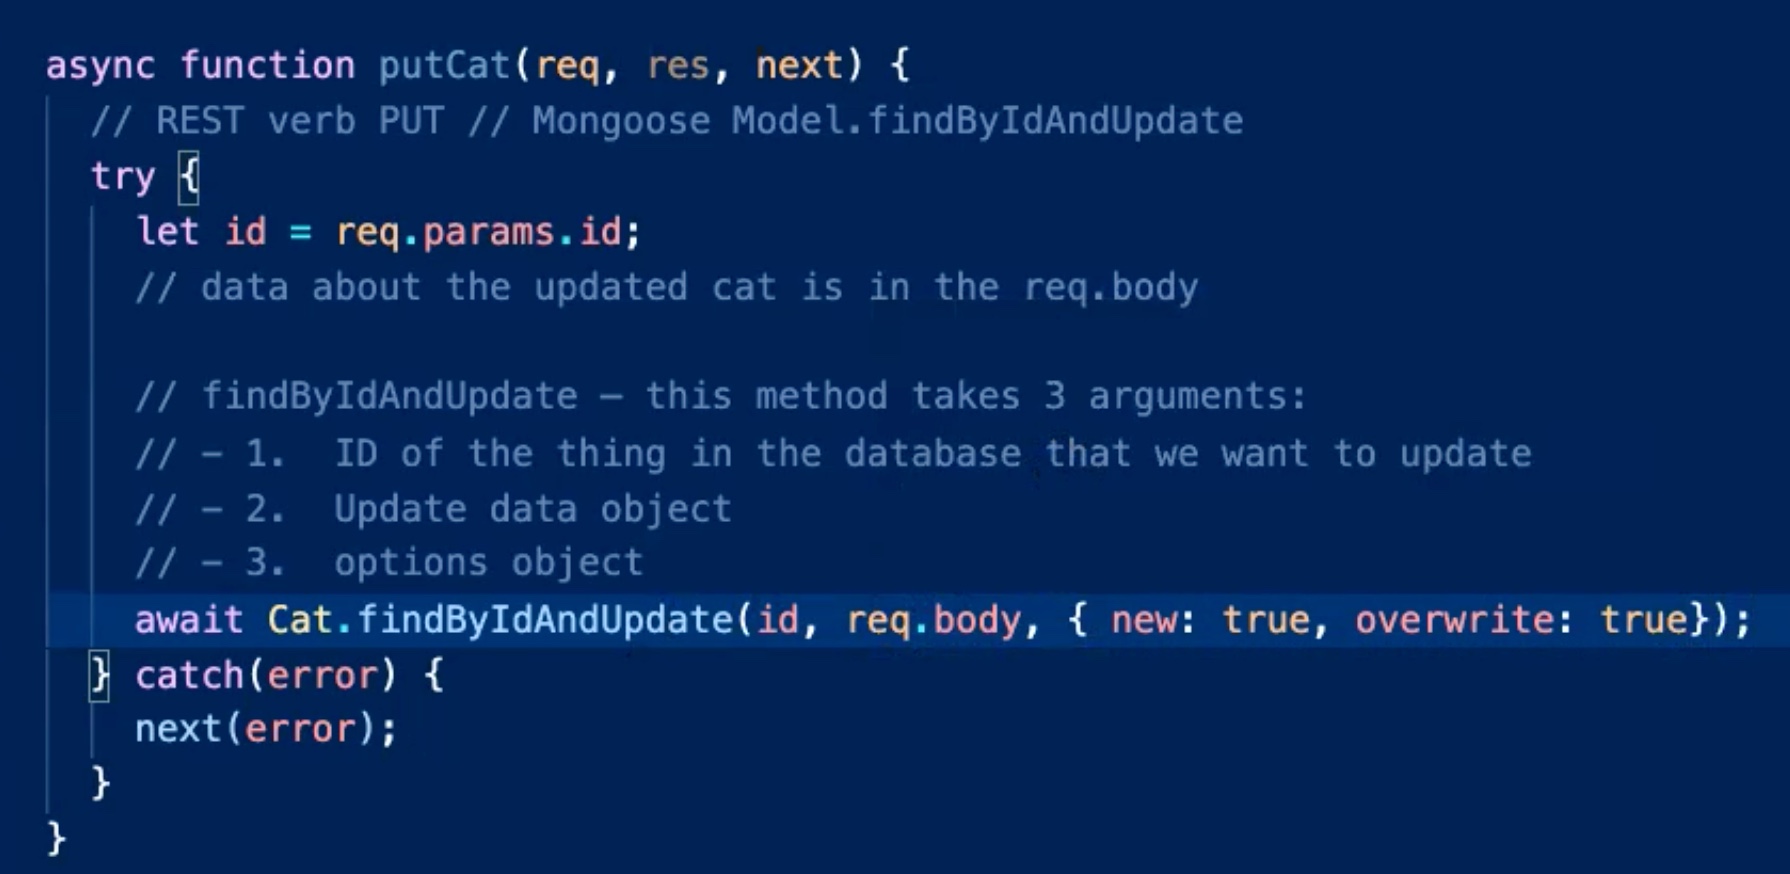 async function putCat(req, res, next) {
// REST verb PUT // Mongoose Model.findByIdAndUpdate
try {
let id = req.params.id;
// data about the updated cat is in the req.body
// findByIdAndUpdate – this method takes 3 arguments:
// – 1.  ID of the thing in the database that we want to update
// – 2.  Update data object
// – 3.  options object
await Cat.findByIdAndUpdate(id, req.body, { new: true, overwrite: true});
} catch(error) {
next(error);
}
}